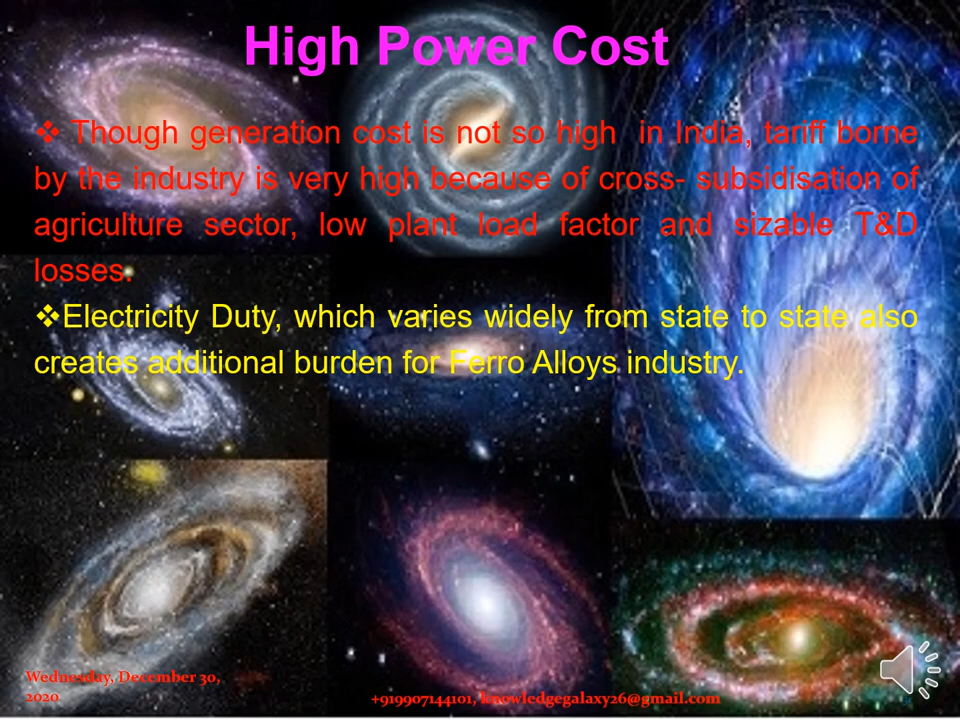 High Power Cost
❖ Though generation cost is not so high in India, tariff borne
by the industry is very high because of cross- subsidisation of
agriculture sector, low plant load factor and sizable T&D
losses.
❖Electricity Duty, which varies widely from state to state also
creates additional burden for Ferro Alloys industry.
Wednesday, December 30,
2020
+919907144101, knowledgegalaxy26@gmail.com